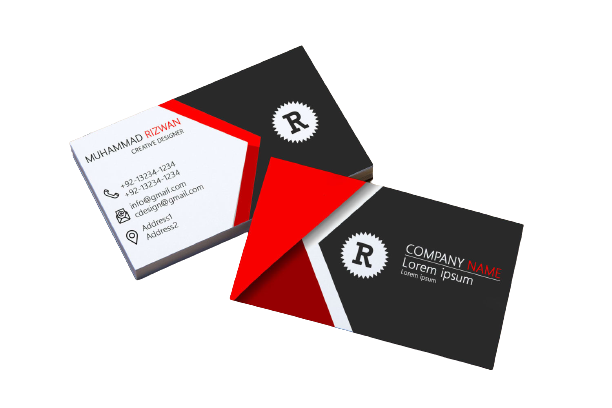 MUHAMMAD RIZWAN
CREATIVE DESIGNER
+92-13234-1234
+92-13234-1234
info@gmail.com
cdesign@gmail.com
Address1
Address2
R
R
COMPANY NAME
Lorem ipsum
Lorem ipsum